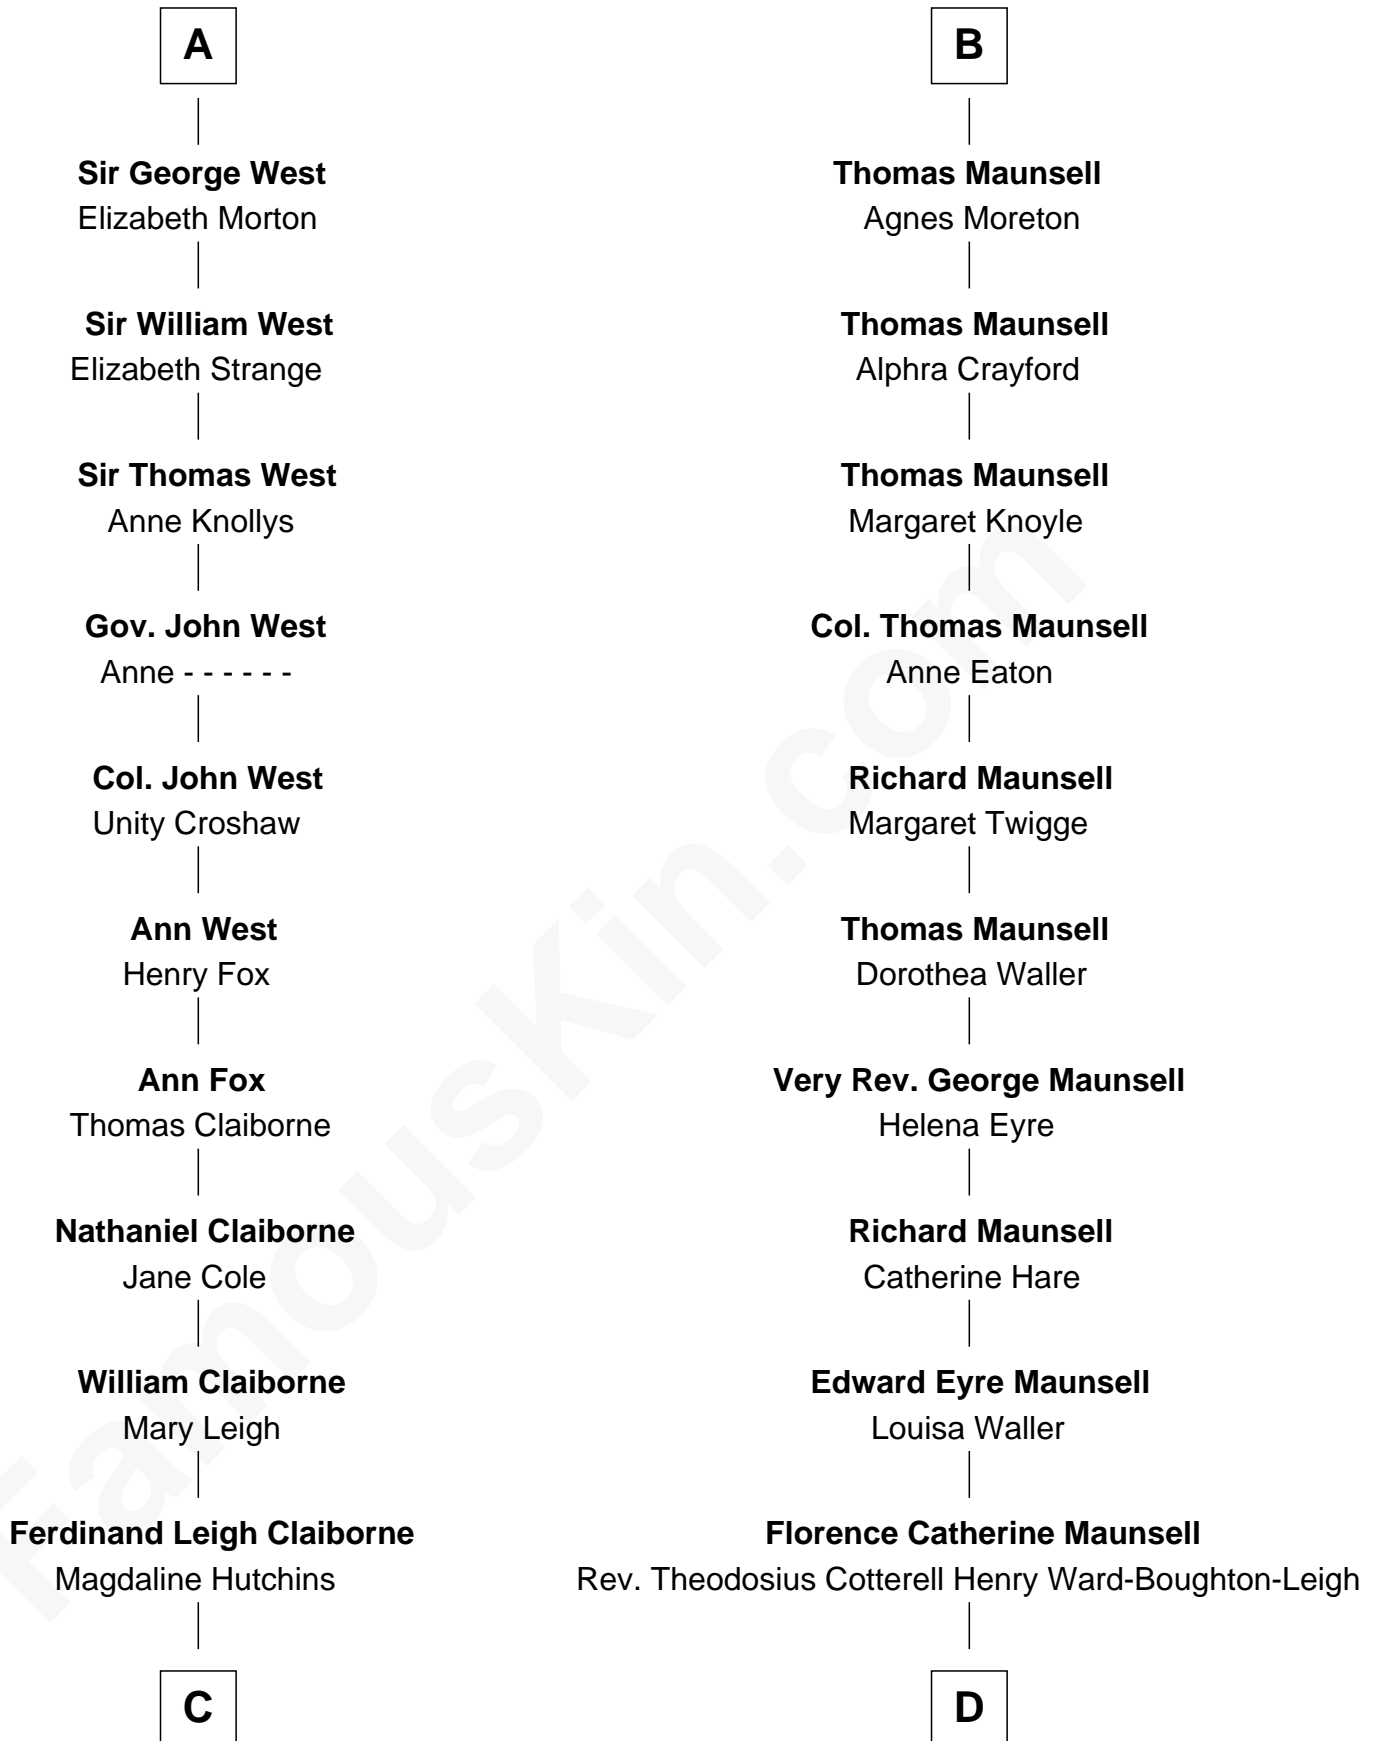 A
Sir George West
Elizabeth Morton
Sir William West
Elizabeth Strange
Sir Thomas West
Anne Knollys
Gov. John West
Anne - - - - - -
Col. John West
Unity Croshaw
Ann West
Henry Fox
Ann Fox
Thomas Claiborne
Nathaniel Claiborne
Jane Cole
William Claiborne
Mary Leigh
Ferdinand Leigh Claiborne
Magdaline Hutchins
C
B
Thomas Maunsell
Agnes Moreton
Thomas Maunsell
Alphra Crayford
Thomas Maunsell
Margaret Knoyle
Col. Thomas Maunsell
Anne Eaton
Richard Maunsell
Margaret Twigge
Thomas Maunsell
Dorothea Waller
Very Rev. George Maunsell
Helena Eyre
Richard Maunsell
Catherine Hare
Edward Eyre Maunsell
Louisa Waller
Florence Catherine Maunsell
Rev. Theodosius Cotterell Henry Ward-Boughton-Leigh
D
FamousKin.com